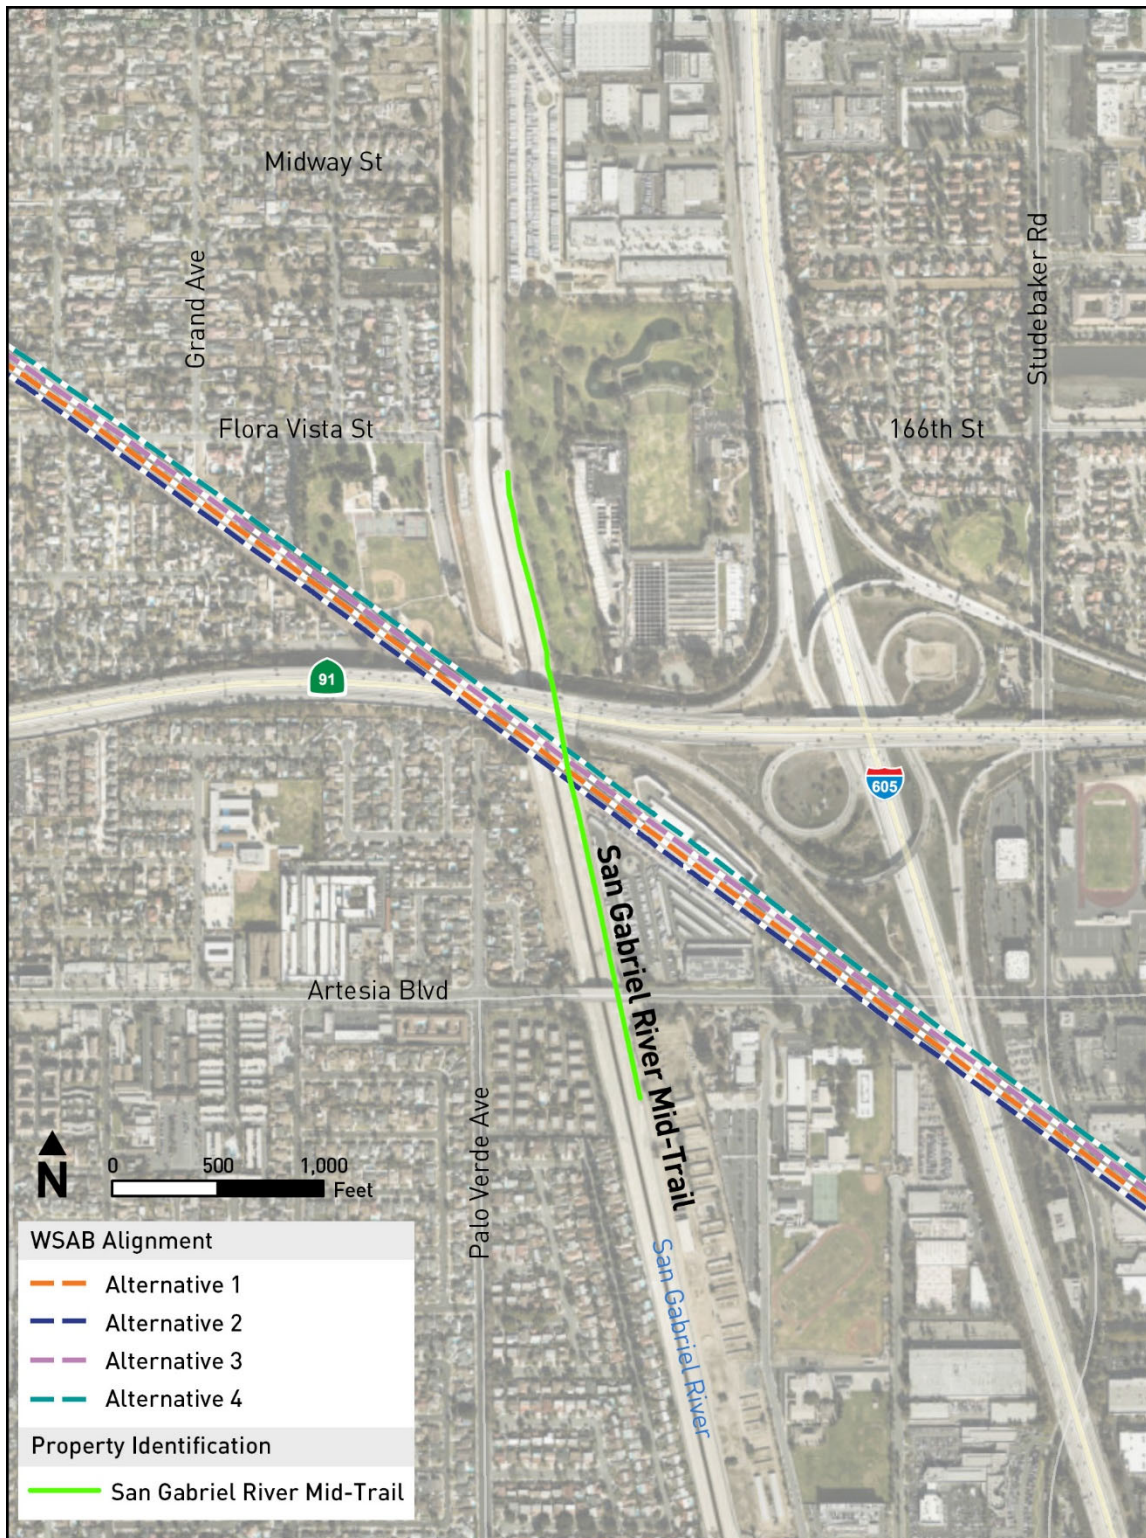 Midway St
Grand Ave
Studebaker Rd
Flora Vista St
166th St
91
605
San Gabriel River Mid-Trail
Artesia Blvd
Palo Verde Ave
San Gabriel River
N
0 500 1,000
Feet
WSAB Alignment
Alternative 1
Alternative 2
Alternative 3
Alternative 4
Property Identification
San Gabriel River Mid-Trail